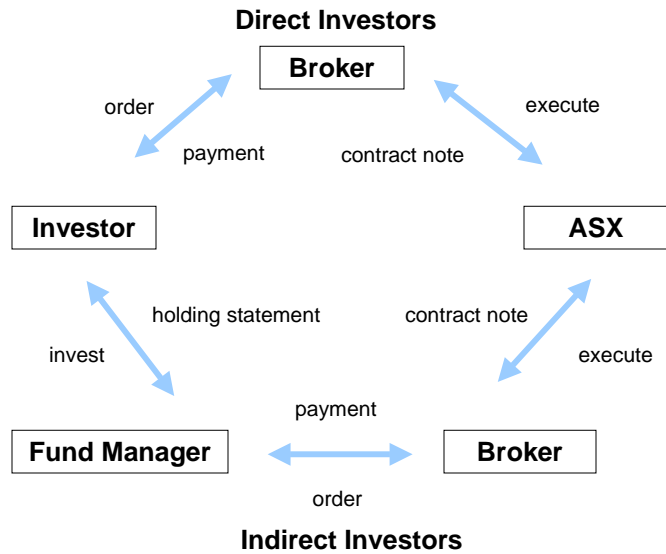 Direct Investors
Broker
order
execute
payment
contract note
Investor
ASX
holding statement
contract note
invest
execute
payment
Fund Manager
Broker
order
Indirect Investors